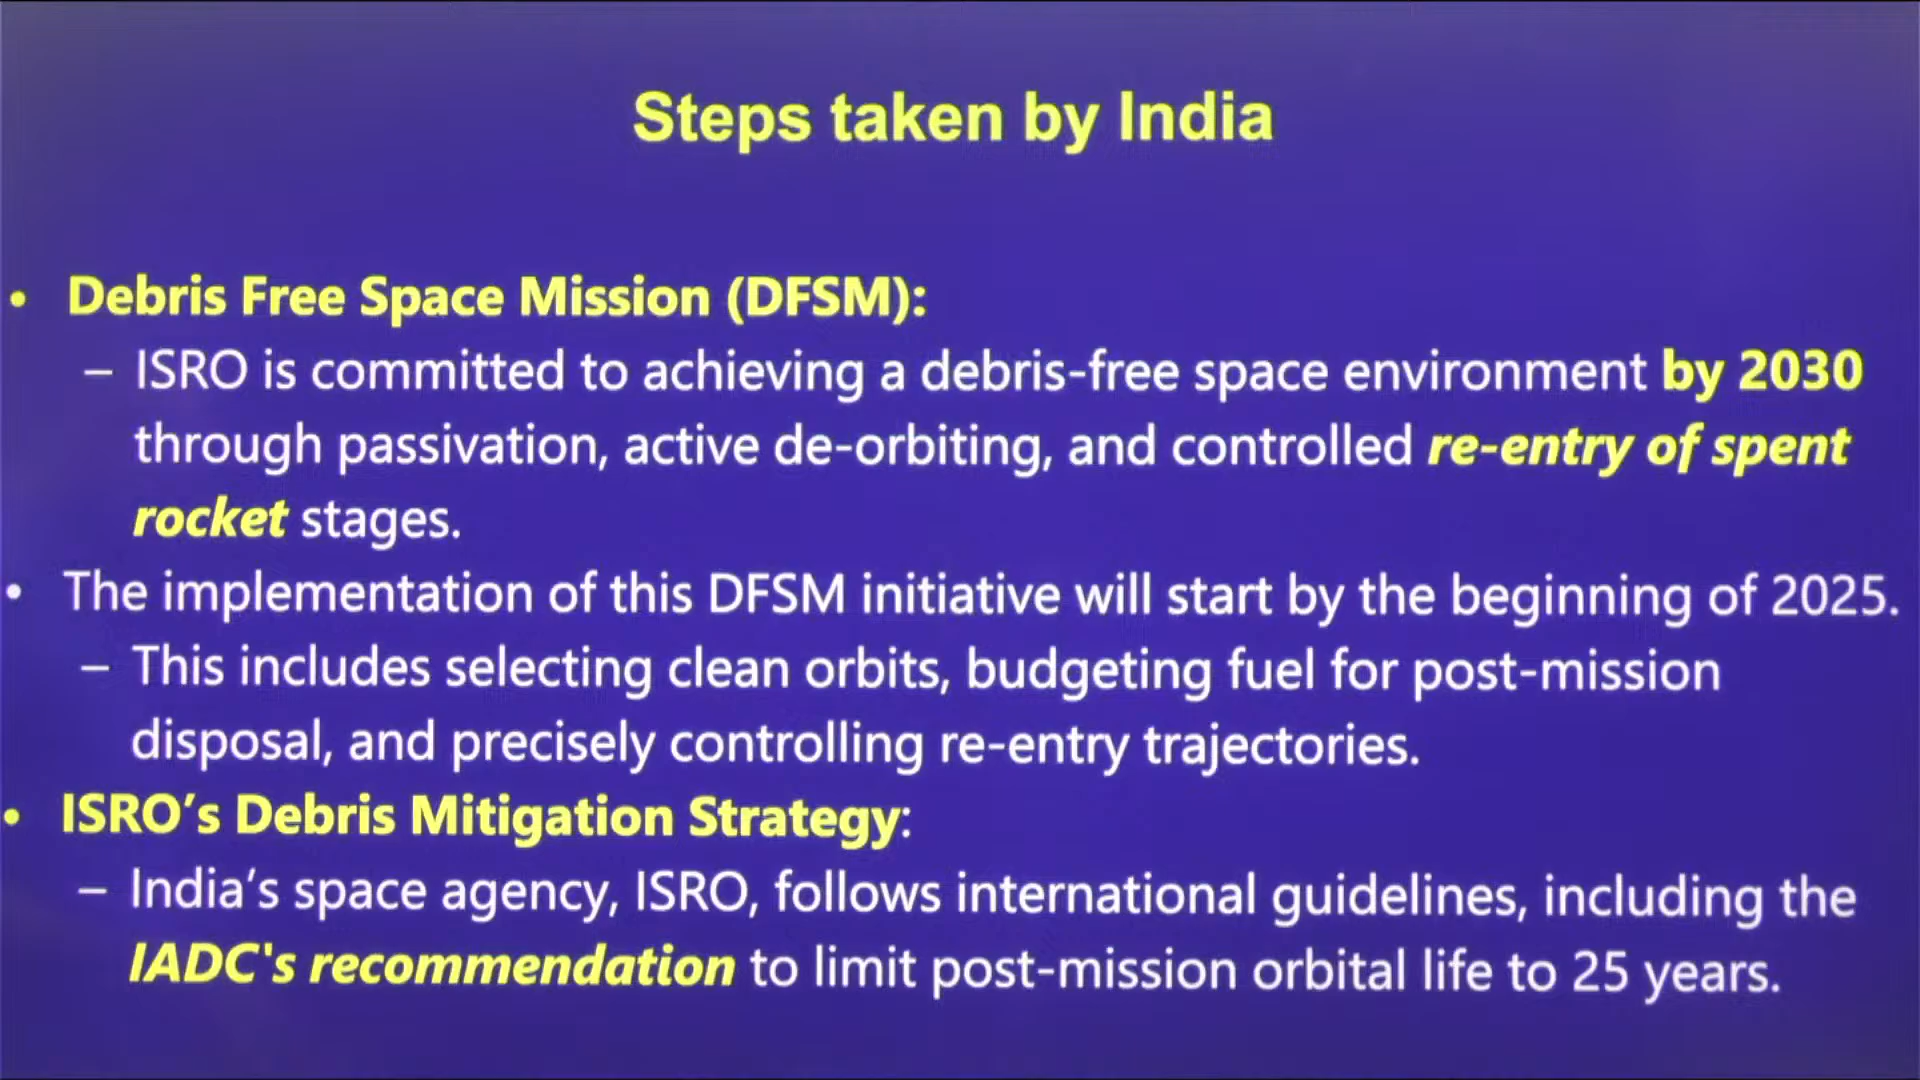 Steps taken by India
• Debris Free Space Mission (DFSM):
– ISRO is committed to achieving a debris-free space environment by 2030
through passivation, active de-orbiting, and controlled re-entry of spent
rocket stages.
• The implementation of this DFSM initiative will start by the beginning of 2025.
– This includes selecting clean orbits, budgeting fuel for post-mission
disposal, and precisely controlling re-entry trajectories.
• ISRO’s Debris Mitigation Strategy:
– India’s space agency, ISRO, follows international guidelines, including the
IADC's recommendation to limit post-mission orbital life to 25 years.